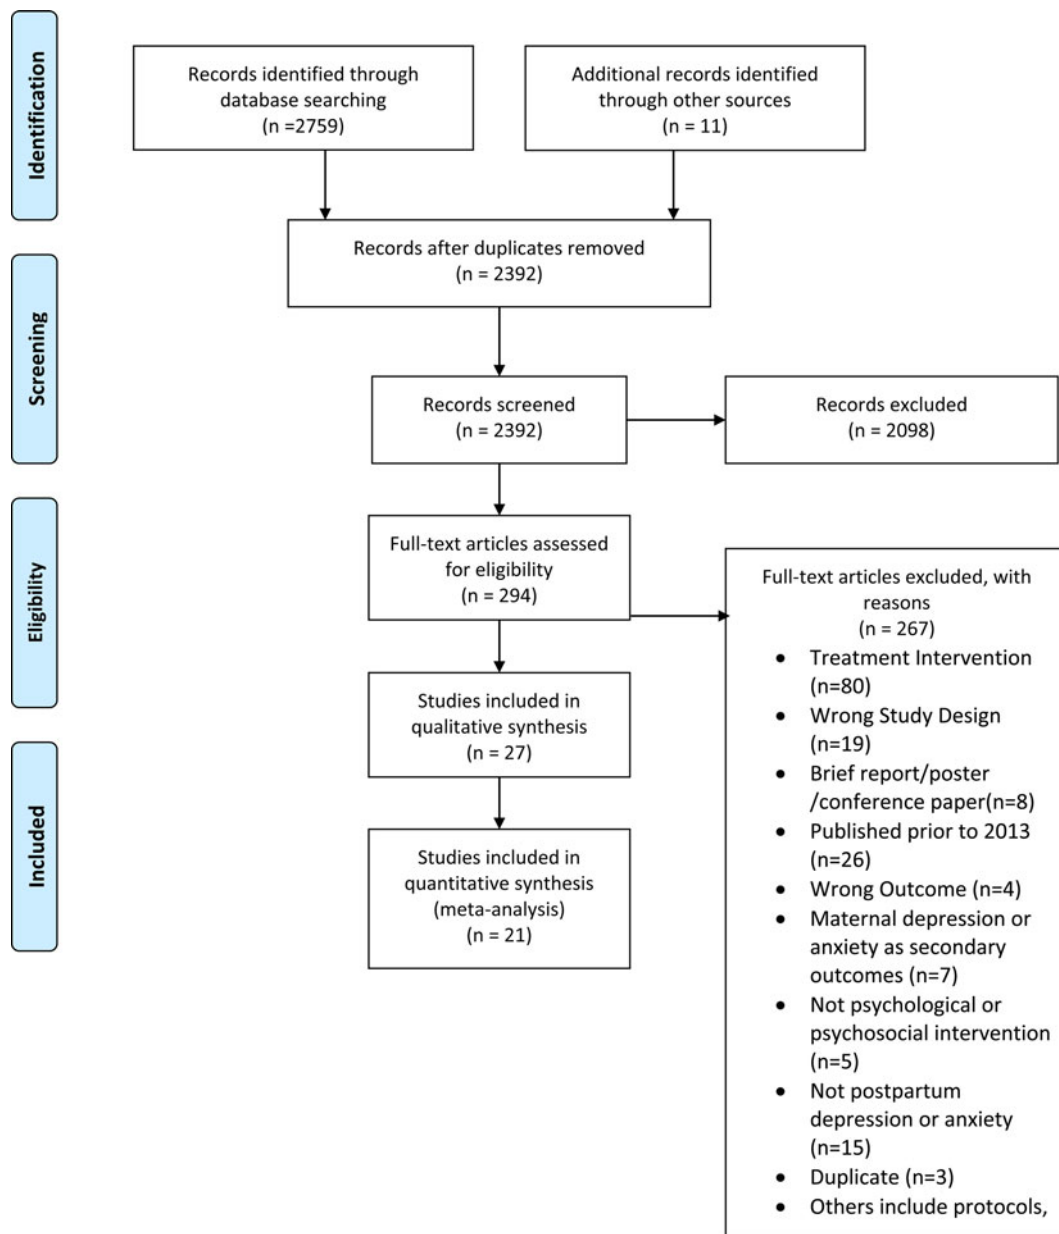 Identification
Records identified through
database searching
(n =2759)
Additional records identified
through other sources
(n = 11)
Records after duplicates removed
(n = 2392)
Screening
Records screened
(n = 2392)
Records excluded
(n = 2098)
Eligibility
Full-text articles assessed
for eligibility
(n = 294)
Full-text articles excluded, with
reasons
(n = 267)
• Treatment Intervention
(n=80)
• Wrong Study Design
(n=19)
• Brief report/poster
/conference paper(n=8)
• Published prior to 2013
(n=26)
• Wrong Outcome (n=4)
• Maternal depression or
anxiety as secondary
outcomes (n=7)
• Not psychological or
psychosocial intervention
(n=5)
• Not postpartum
depression or anxiety
(n=15)
• Duplicate (n=3)
• Others include protocols,
Studies included in
qualitative synthesis
(n = 27)
Included
Studies included in
quantitative synthesis
(meta-analysis)
(n = 21)